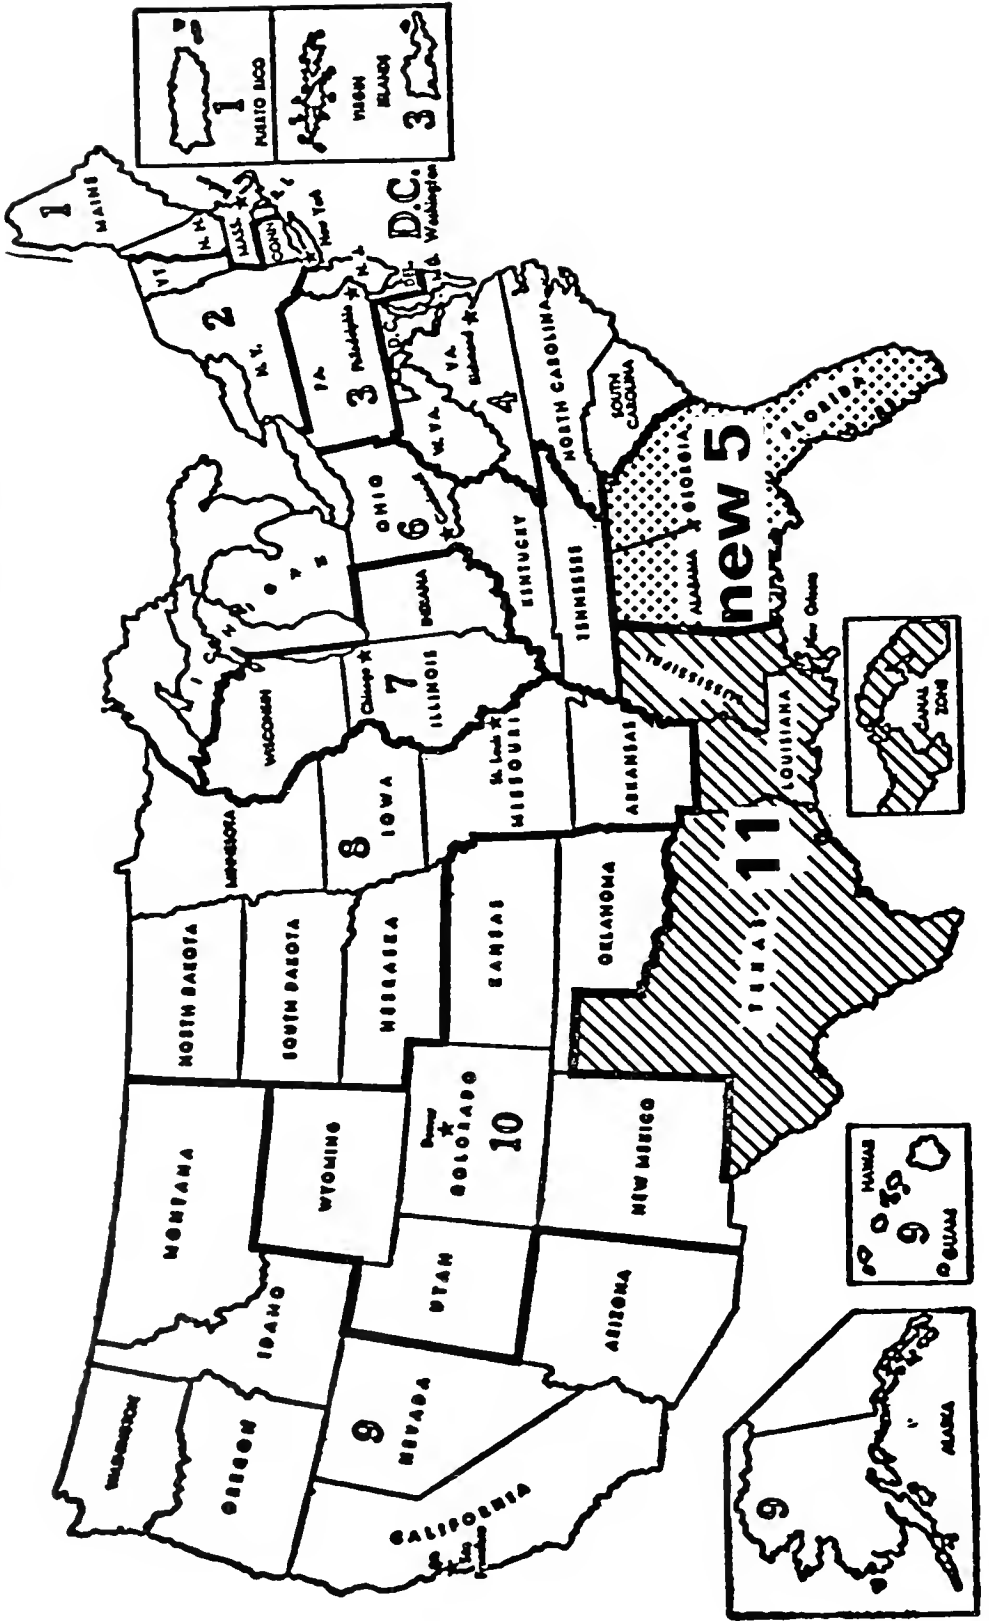 WASHINGTON
OREGON
CALIFORNIA
San
Francisco
NEVADA
9
IDAHO
MONTANA
WYOMING
UTAH
ARIZONA
Denver
COLORADO
10
NEW MEXICO
NORTH DAKOTA
SOUTH DAKOTA
NEBRASKA
KANSAS
OKLAHOMA
TEXAS
11
MINNESOTA
8
IOWA
St. Louis
MISSOURI
ARKANSAS
LOUISIANA
New Orleans
WISCONSIN
Chicago
7
ILLINOIS
INDIANA
OHIO
6
KENTUCKY
TENNESSEE
ALABAMA
GEORGIA
new 5
FLORIDA
SOUTH
CAROLINA
NORTH CAROLINA
4
W. VA.
VA.
Richmond
D.C.
PA.
Philadelphia
3
N. J.
DEL.
MD.
D.C.
Washington
N. Y.
2
VT.
N. H.
MASS.
CONN.
New York
1
MAINE
1
PUERTO RICO
VIRGIN
ISLANDS
3
CANAL
ZONE
HAWAII
9
GUAM
9
ALASKA